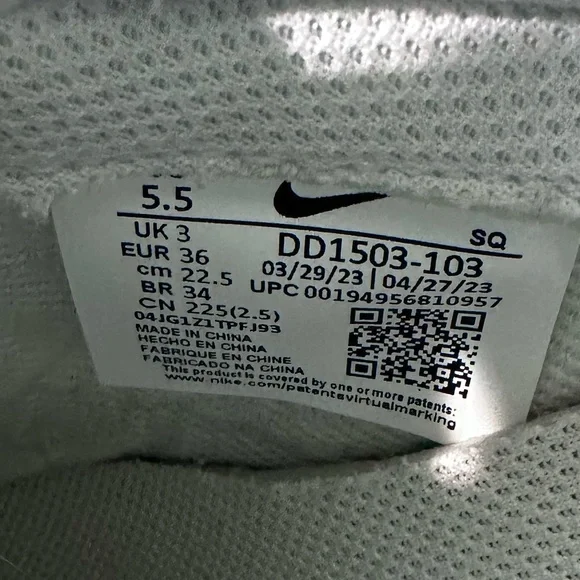 5.5
SQ
UK 3
EUR 36
cm 22.5
BR 34
CN 225(2.5)
DD1503-103
03/29/23 | 04/27/23
UPC 00194956810957
04JG1Z1TPFJ93
MADE IN CHINA
HECHO EN CHINA
FABRIQUE EN CHINE
FABRICADO NA CHINA
This product is covered by one or more patents:
www.nike.com/patentsvirtualmarking